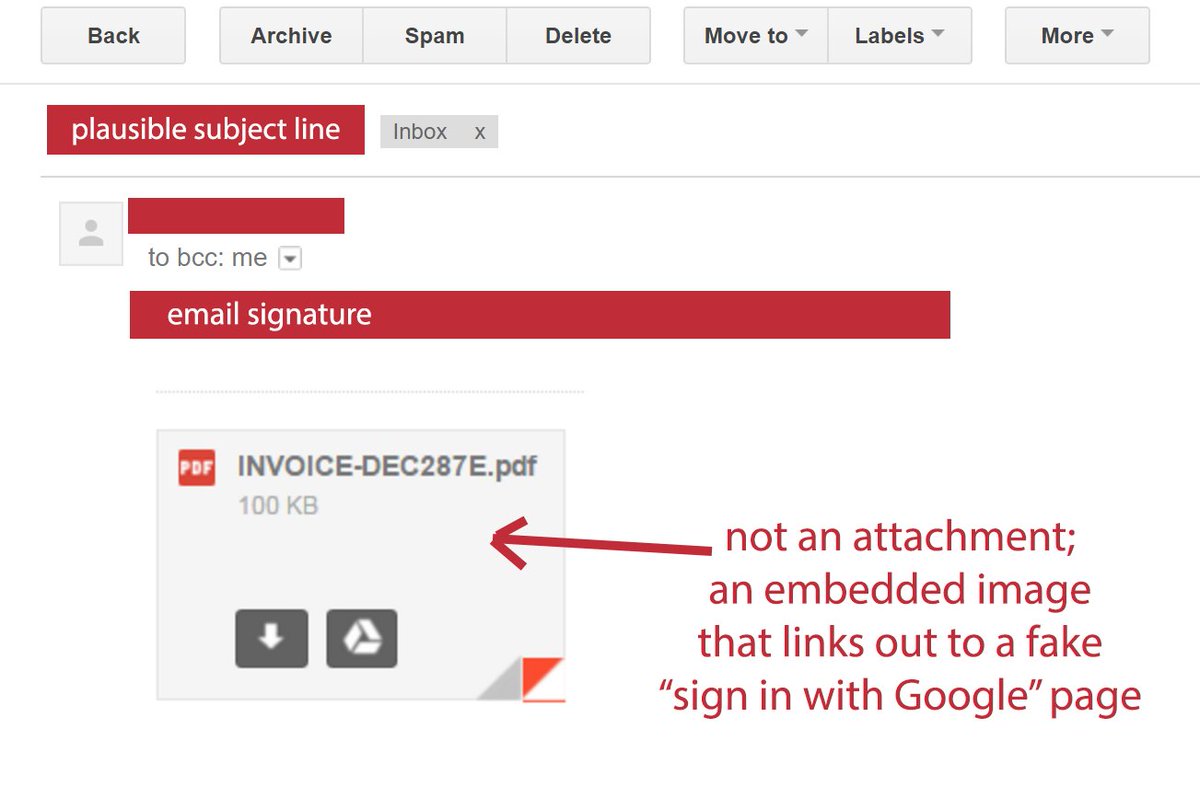 Back Archive Spam Delete Move to Labels More
plausible subject line Inbox x
to bcc: me
email signature
PDF INVOICE-DEC287E.pdf
100 KB
not an attachment;
an embedded image
that links out to a fake
“sign in with Google” page